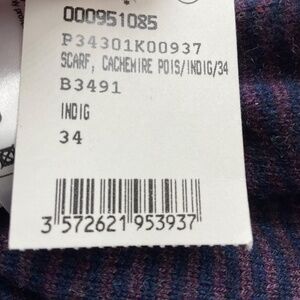 000951085
P34301K00937
SCARF, CACHEMIRE POIS/INDIG/34
B3491
INDIG
34
3 572621 953937